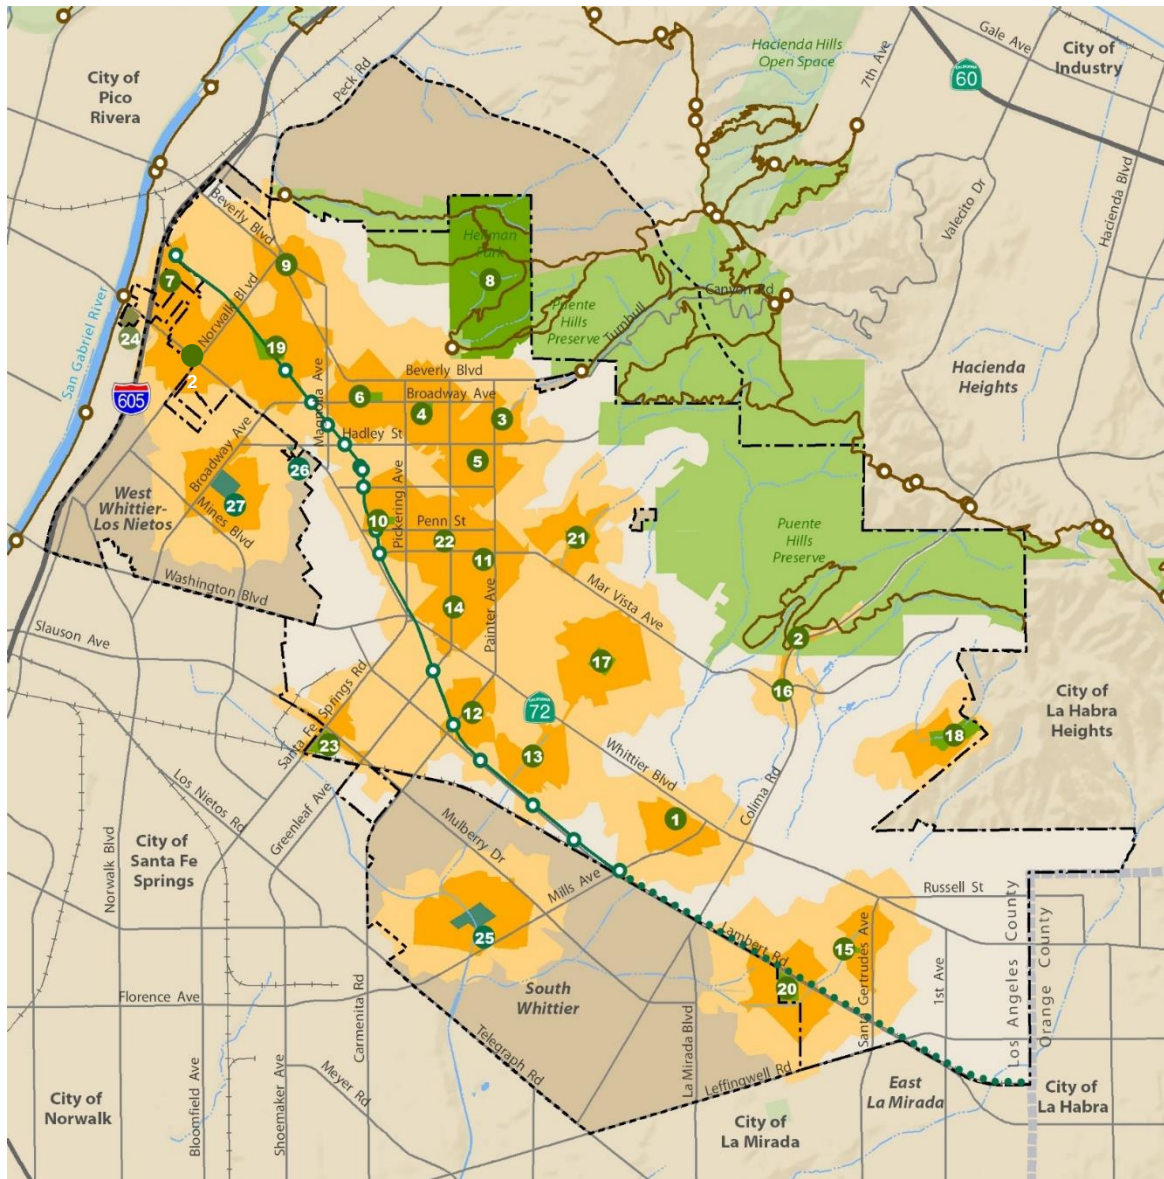 Gale Ave
City of
Industry
Hacienda Hills
Open Space
7th Ave
CALIFORNIA
60
City of
Pico
Rivera
Peck Rd
Hacienda Blvd
Valecito Dr
Beverly Blvd
Hellman
Park
8
9
7
San Gabriel River
Norwalk Blvd
Canyon Rd
Turnbull
Puente
Hills
Preserve
24
19
2
Magnolia Ave
Beverly Blvd
Hacienda
Heights
605
6
Broadway Ave
4
3
Hadley St
5
26
Broadway Ave
Pickering Ave
West
Whittier-
Los Nietos
27
Mines Blvd
10
Penn St
22
21
11
Puente
Hills
Preserve
Washington Blvd
Mar Vista Ave
14
Painter Ave
Slauson Ave
2
17
16
Santa Fe Springs Rd
City of
La Habra
Heights
12
CALIFORNIA
72
18
23
13
Whittier Blvd
Colima Rd
Los Nietos Rd
Greenleaf Ave
1
Mulberry Dr
Norwalk Blvd
City of
Santa Fe
Springs
Mills Ave
Russell St
Lambert Rd
25
15
Santa Gertrudes Ave
1st Ave
Los Angeles County
Orange County
20
South
Whittier
Florence Ave
Carmenita Rd
La Mirada Blvd
Telegraph Rd
Leffingwell Rd
Meyer Rd
Bloomfield Ave
Shoemaker Ave
East
La Mirada
City of
Norwalk
City of
La Mirada
City of
La Habra